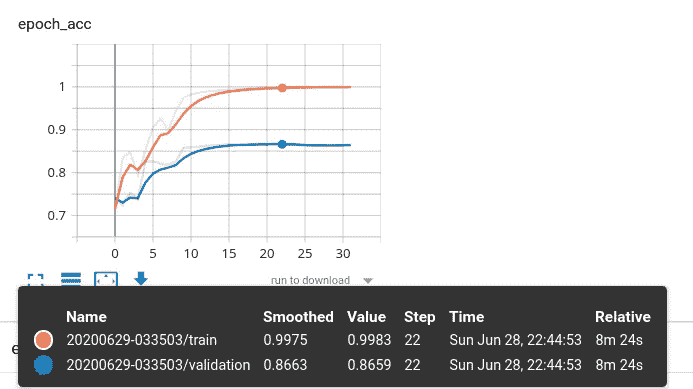 epoch_acc
1
0.9
0.8
0.7
0 5 10 15 20 25 30
run to download
Name Smoothed Value Step Time Relative
20200629-033503/train 0.9975 0.9983 22 Sun Jun 28, 22:44:53 8m 24s
20200629-033503/validation 0.8663 0.8659 22 Sun Jun 28, 22:44:53 8m 24s